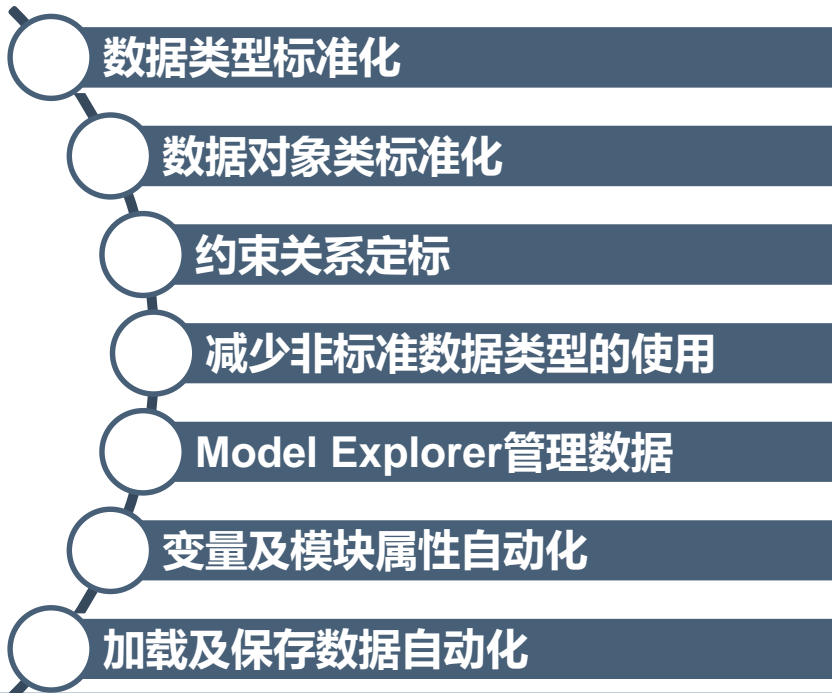 数据类型标准化
数据对象类标准化
约束关系定标
减少非标准数据类型的使用
Model Explorer管理数据
变量及模块属性自动化
加载及保存数据自动化